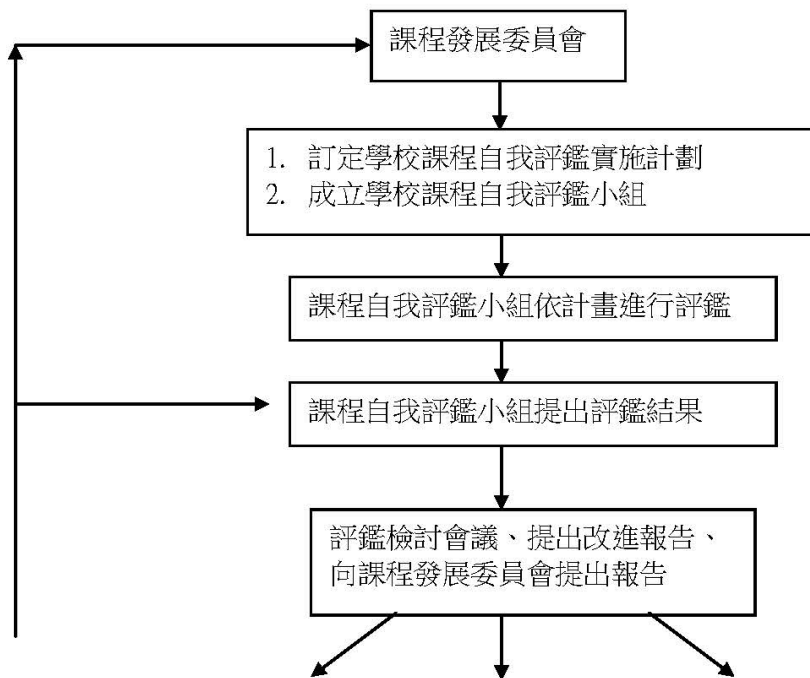 課程發展委員會
1. 訂定學校課程自我評鑑實施計劃
2. 成立學校課程自我評鑑小組
課程自我評鑑小組依計畫進行評鑑
課程自我評鑑小組提出評鑑結果
評鑑檢討會議、提出改進報告、
向課程發展委員會提出報告